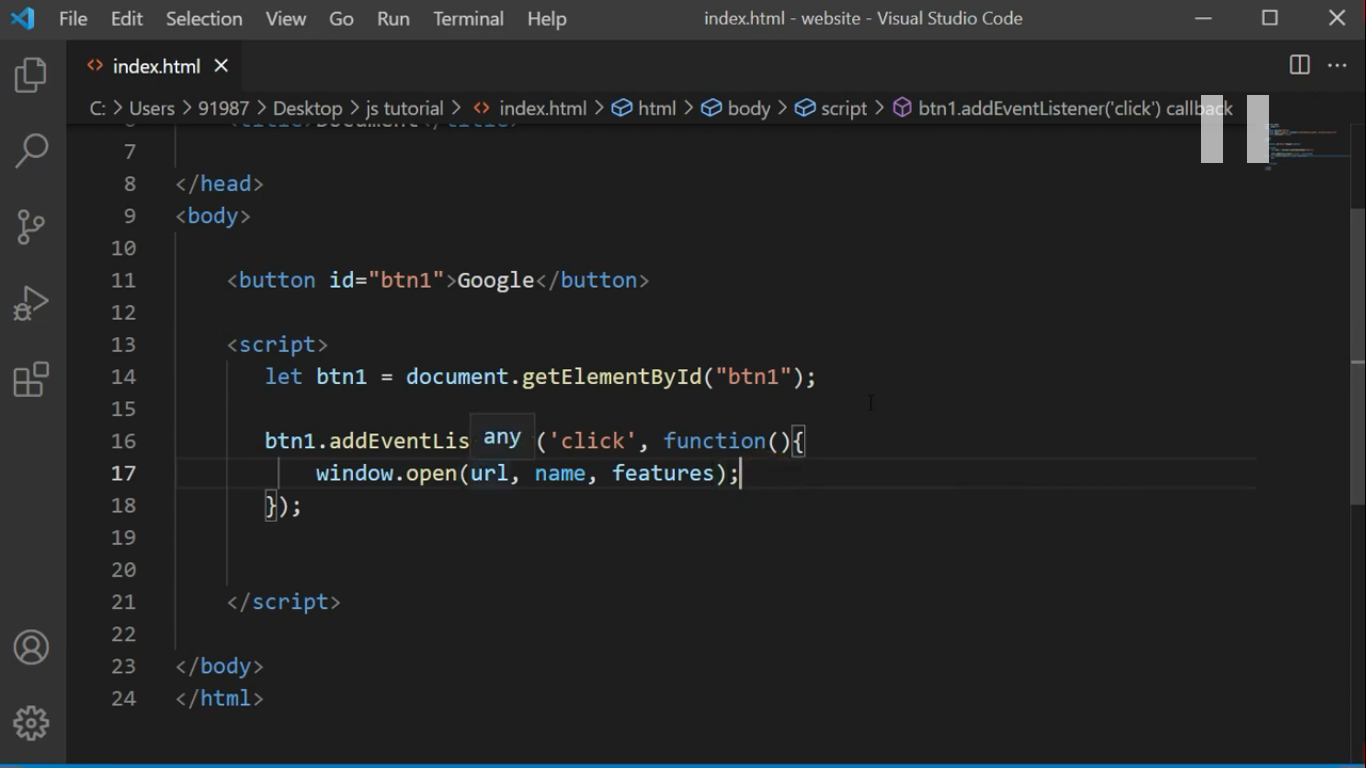 File Edit Selection View Go Run Terminal Help index.html - website - Visual Studio Code
index.html
C: > Users > 91987 > Desktop > js tutorial > index.html > html > body > script > btn1.addEventListener('click') callback
7
8 </head>
9 <body>
10
11 <button id="btn1">Google</button>
12
13 <script>
14 let btn1 = document.getElementById("btn1");
15
any
16 btn1.addEventLis ('click', function(){
17 window.open(url, name, features);
18 });
19
20
21 </script>
22
23 </body>
24 </html>